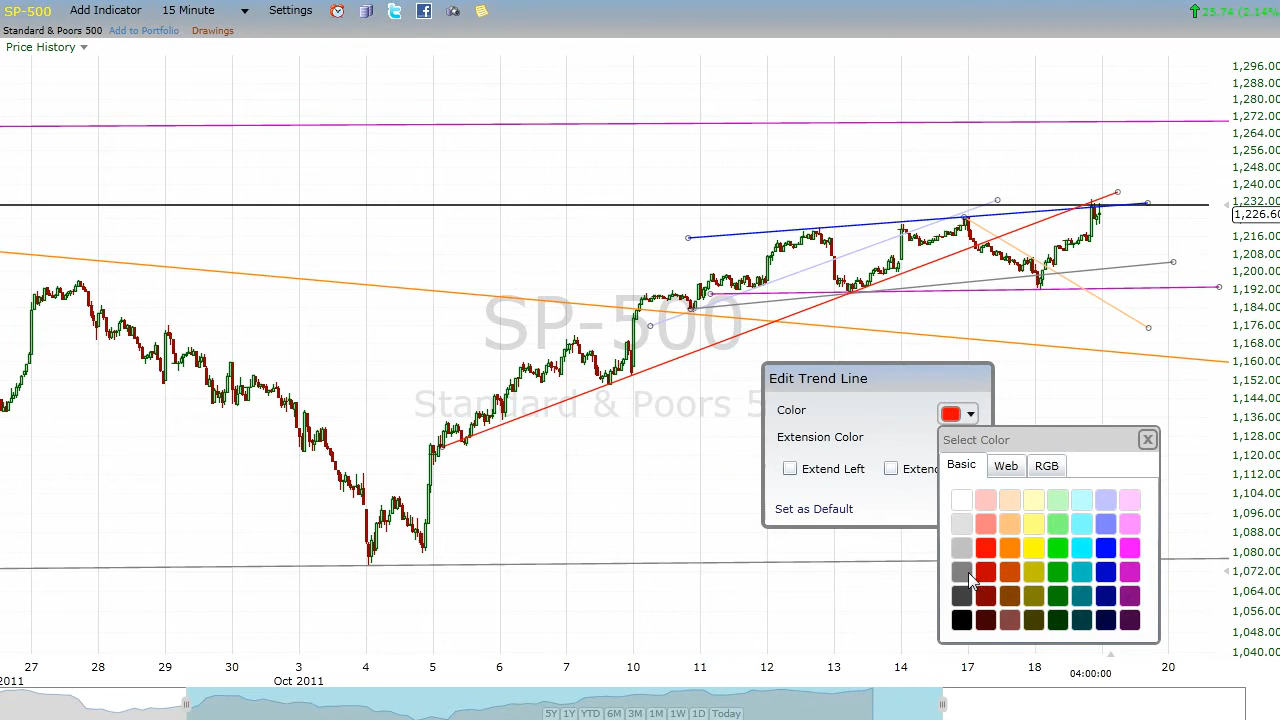 SP-500 Add Indicator 15 Minute Settings 25.74 (2.14%
Standard & Poors 500 Add to Portfolio Drawings
Price History
1,296.00
1,288.00
1,280.00
1,272.00
1,264.00
1,256.00
1,248.00
1,240.00
1,232.00
1,226.60
1,216.00
1,208.00
1,200.00
1,192.00
1,184.00
1,176.00
1,168.00
1,160.00
1,152.00
1,144.00
1,136.00
1,128.00
1,120.00
1,112.00
1,104.00
1,096.00
1,088.00
1,080.00
1,072.00
1,064.00
1,056.00
1,048.00
1,040.00
SP-500
Standard & Poors 5
Edit Trend Line
Color
Extension Color
Extend Left Exten
Set as Default
Select Color X
Basic Web RGB
27 28 29 30 3 4 5 6 7 10 11 12 13 14 17 18 20
2011 Oct 2011 04:00:00
5Y 1Y YTD 6M 3M 1M 1W 1D Today